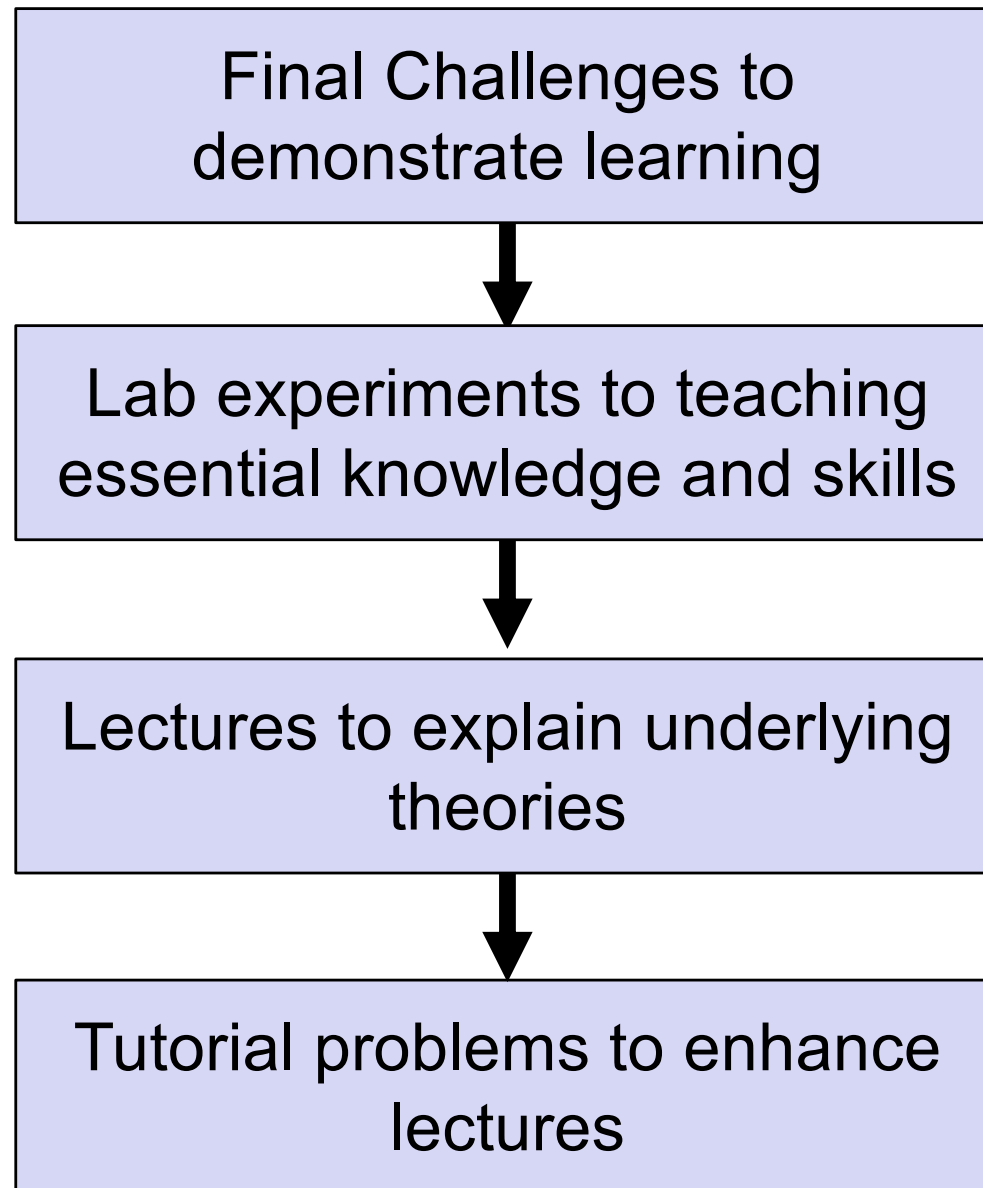 Final Challenges to
demonstrate learning
Lab experiments to teaching
essential knowledge and skills
Lectures to explain underlying
theories
Tutorial problems to enhance
lectures